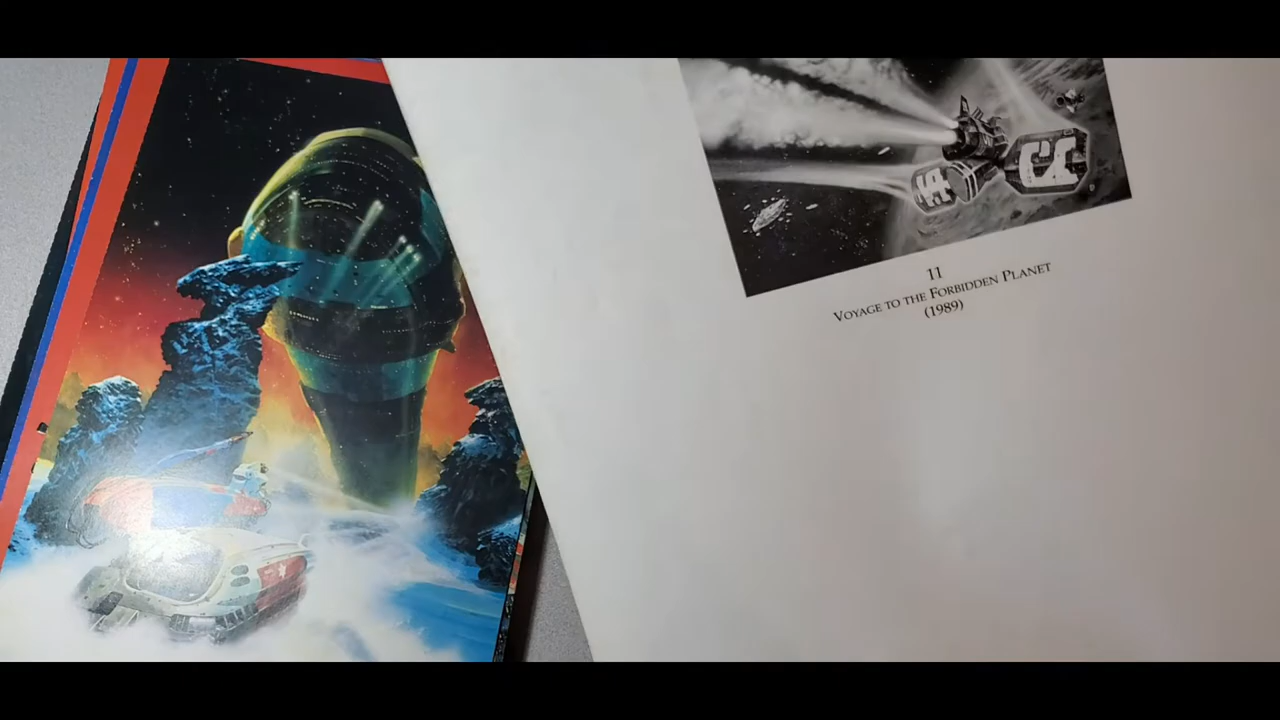 11
VOYAGE TO THE FORBIDDEN PLANET
(1989)